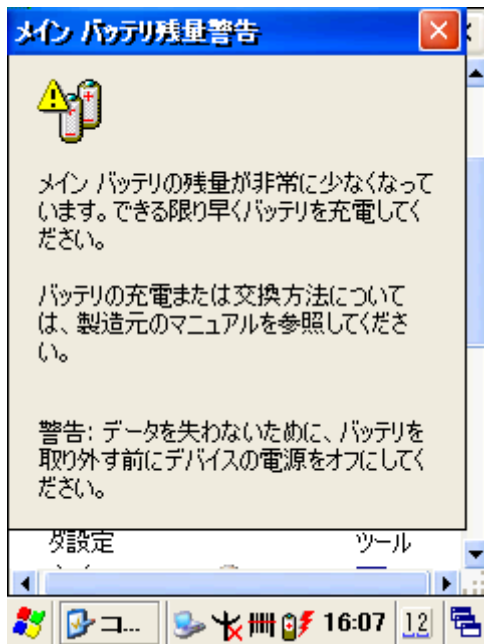 メイン バッテリ残量警告
メイン バッテリの残量が非常に少なくなって
います。できる限り早くバッテリを充電してく
ださい。
バッテリの充電または交換方法について
は、製造元のマニュアルを参照してくださ
い。
警告: データを失わないために、バッテリを
取り外す前にデバイスの電源をオフにしてく
ださい。
ダ設定 ツール
コ... 16:07 12